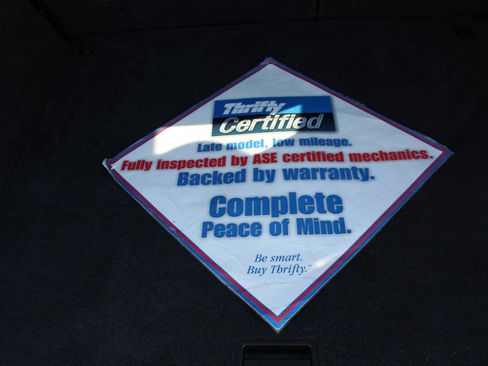 Thrifty
Certified
Late model, low mileage.
Fully inspected by ASE certified mechanics.
Backed by warranty.
Complete
Peace of Mind.
Be smart.
Buy Thrifty.™